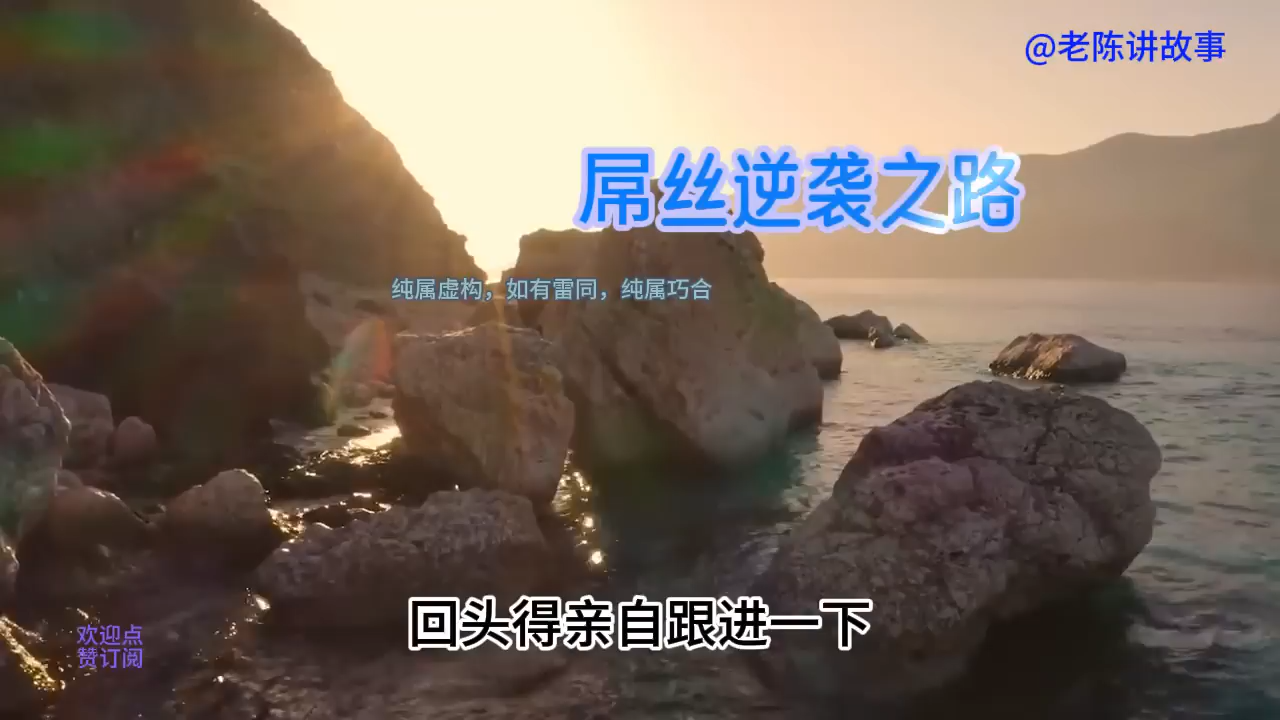 @老陈讲故事
屌丝逆袭之路
纯属虚构，如有雷同，纯属巧合
回头得亲自跟进一下
欢迎点
赞订阅